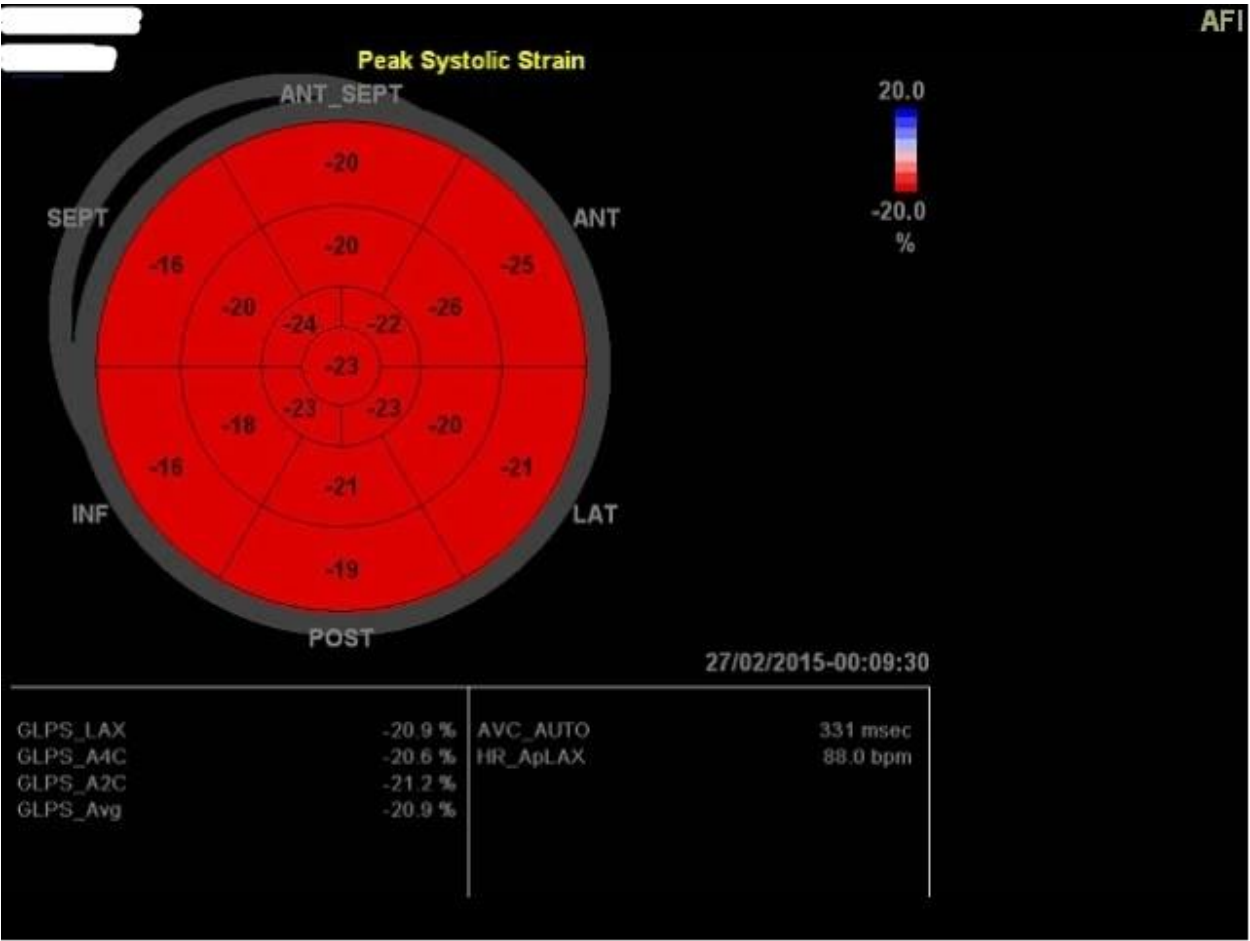 AFI
Peak Systolic Strain
20.0
-20.0
%
ANT_SEPT
SEPT
ANT
-20
-16
-25
-20
-20
-26
-24
-22
-23
-23
-23
-18
-20
-16
-21
-21
-19
INF
LAT
POST
27/02/2015-00:09:30
GLPS_LAX -20.9 %
GLPS_A4C -20.6 %
GLPS_A2C -21.2 %
GLPS_Avg -20.9 %
AVC_AUTO 331 msec
HR_ApLAX 88.0 bpm